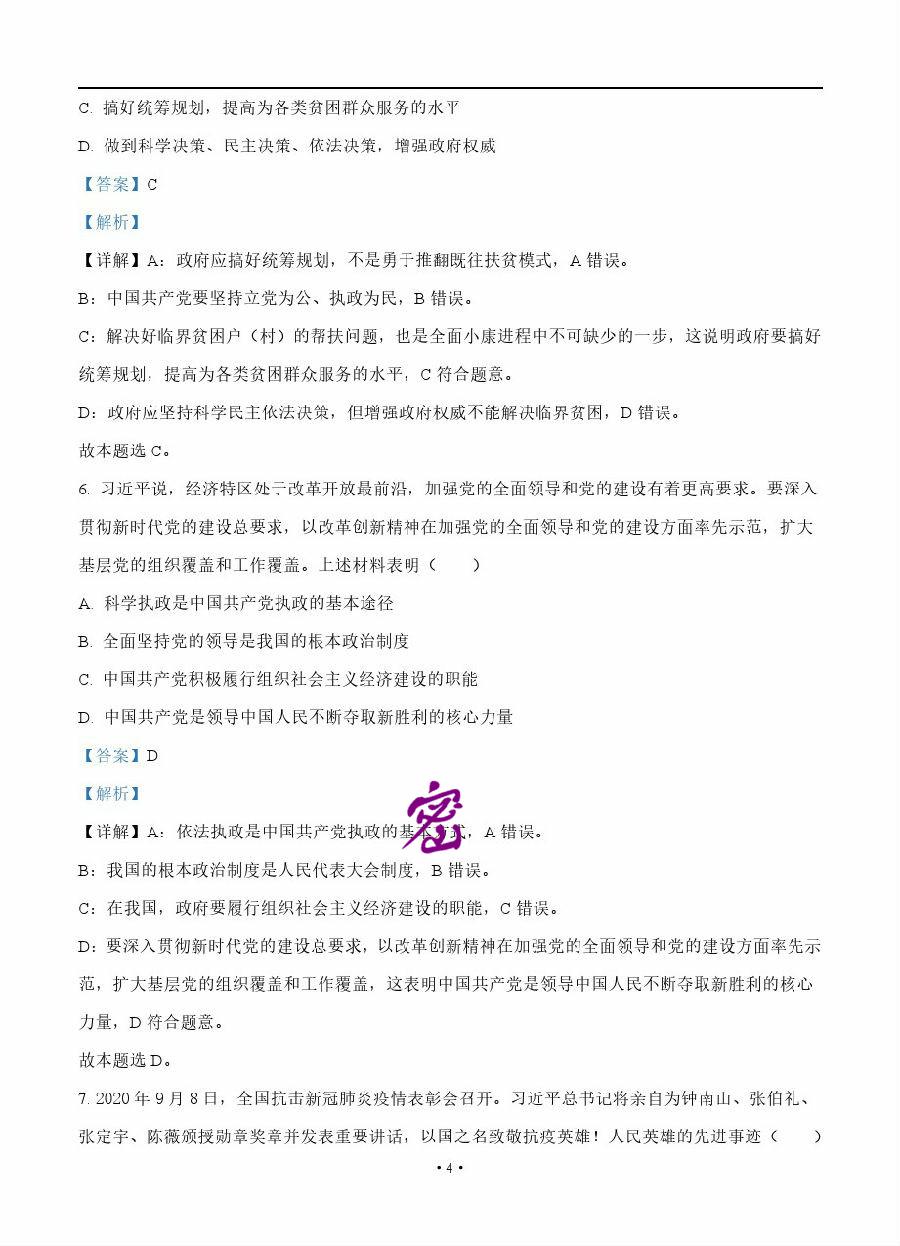 C. 搞好统筹规划，提高为各类贫困群众服务的水平
D. 做到科学决策、民主决策、依法决策，增强政府权威
【答案】C
【解析】
【详解】A：政府应搞好统筹规划，不是勇于推翻既往扶贫模式，A 错误。
B：中国共产党要坚持立党为公、执政为民，B 错误。
C：解决好临界贫困户（村）的帮扶问题，也是全面小康进程中不可缺少的一步，这说明政府要搞好
统筹规划，提高为各类贫困群众服务的水平，C 符合题意。
D：政府应坚持科学民主依法决策，但增强政府权威不能解决临界贫困，D 错误。
故本题选 C。
6. 习近平说，经济特区处于改革开放最前沿，加强党的全面领导和党的建设有着更高要求。要深入
贯彻新时代党的建设总要求，以改革创新精神在加强党的全面领导和党的建设方面率先示范，扩大
基层党的组织覆盖和工作覆盖。上述材料表明（　　）
A. 科学执政是中国共产党执政的基本途径
B. 全面坚持党的领导是我国的根本政治制度
C. 中国共产党积极履行组织社会主义经济建设的职能
D. 中国共产党是领导中国人民不断夺取新胜利的核心力量
【答案】D
【解析】
密
【详解】A：依法执政是中国共产党执政的基本方式，A 错误。
B：我国的根本政治制度是人民代表大会制度，B 错误。
C：在我国，政府要履行组织社会主义经济建设的职能，C 错误。
D：要深入贯彻新时代党的建设总要求，以改革创新精神在加强党的全面领导和党的建设方面率先示
范，扩大基层党的组织覆盖和工作覆盖，这表明中国共产党是领导中国人民不断夺取新胜利的核心
力量，D 符合题意。
故本题选 D。
7. 2020 年 9 月 8 日，全国抗击新冠肺炎疫情表彰会召开。习近平总书记将亲自为钟南山、张伯礼、
张定宇、陈薇颁授勋章奖章并发表重要讲话，以国之名致敬抗疫英雄！人民英雄的先进事迹（　　）
• 4 •